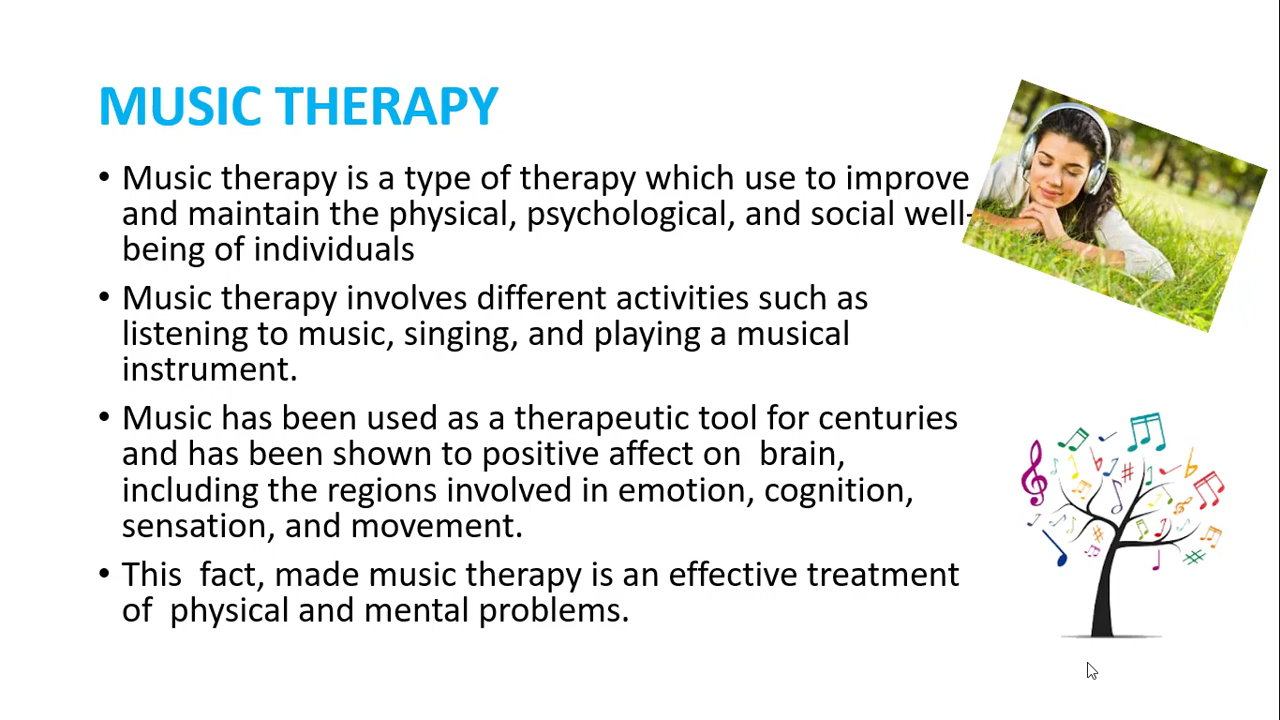 MUSIC THERAPY
• Music therapy is a type of therapy which use to improve
and maintain the physical, psychological, and social well-
being of individuals
• Music therapy involves different activities such as
listening to music, singing, and playing a musical
instrument.
• Music has been used as a therapeutic tool for centuries
and has been shown to positive affect on  brain,
including the regions involved in emotion, cognition,
sensation, and movement.
• This  fact, made music therapy is an effective treatment
of  physical and mental problems.